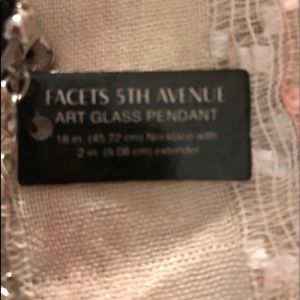 FACETS 5TH AVENUE
ART GLASS PENDANT
18 in. (45.72 cm) Necklace with
2 in. (5.08 cm) extender